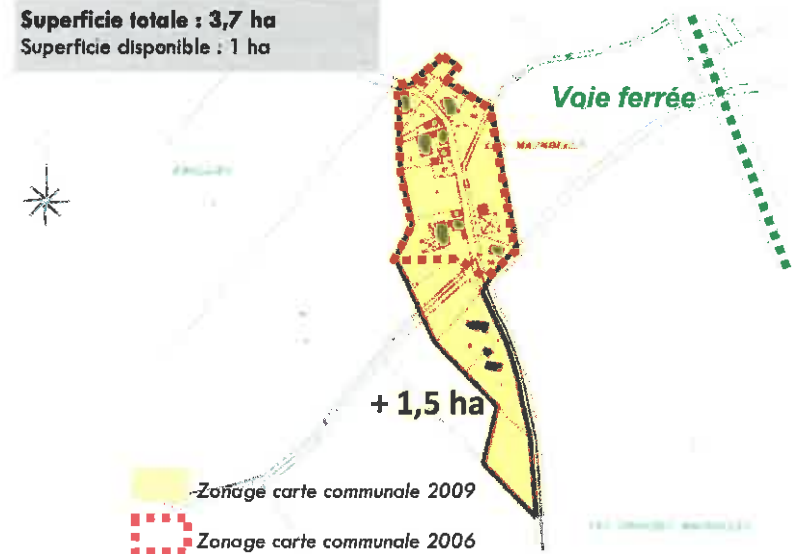 Superficie totale : 3,7 ha
Superficie disponible : 1 ha
Voie ferrée
+ 1,5 ha
Zonage carte communale 2009
Zonage carte communale 2006